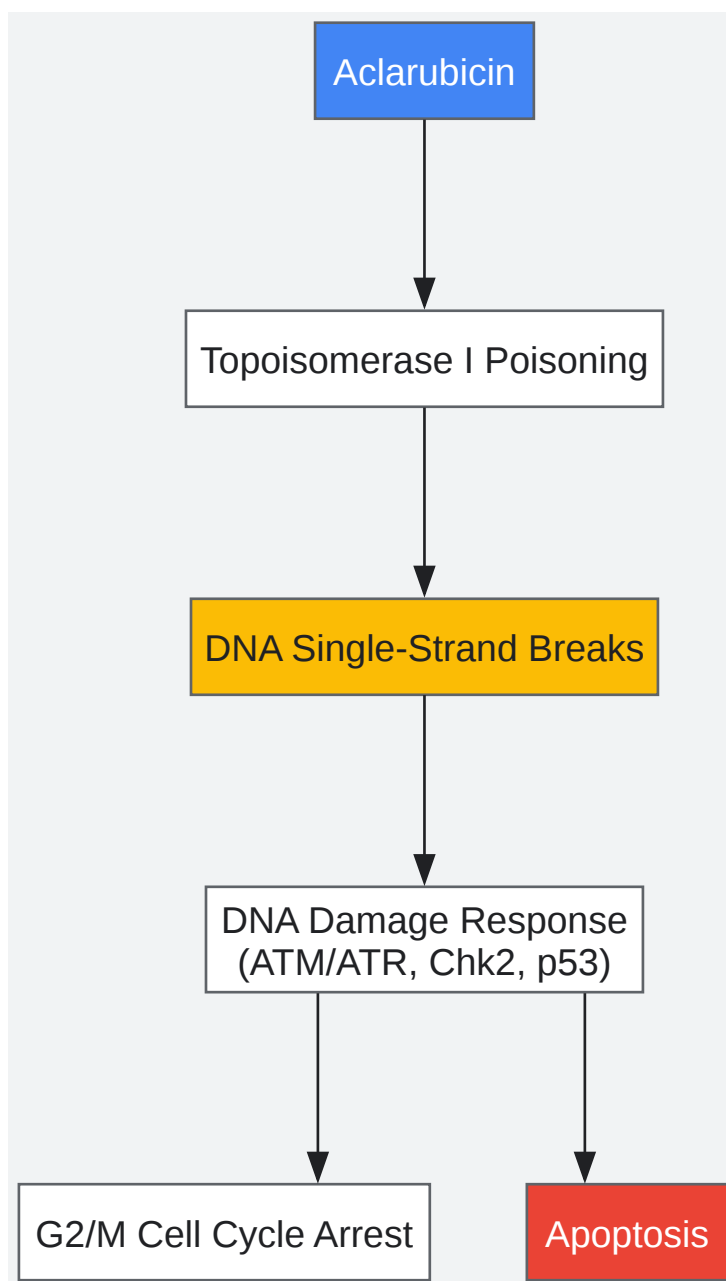 Aclarubicin
Topoisomerase I Poisoning
DNA Single-Strand Breaks
DNA Damage Response
(ATM/ATR, Chk2, p53)
G2/M Cell Cycle Arrest
Apoptosis